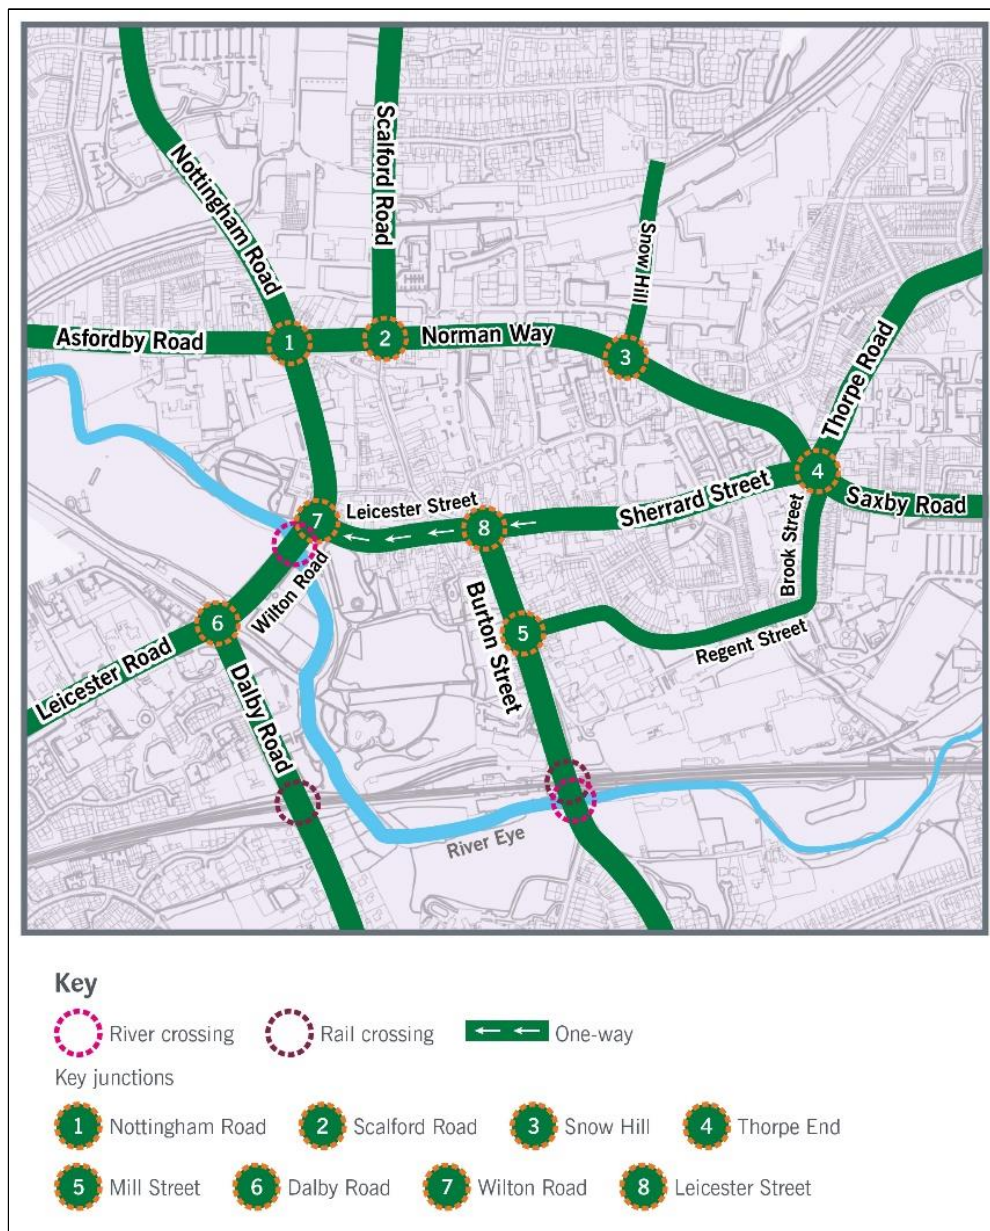 Nottingham Road
Scalford Road
Snow Hill
Thorpe Road
Asfordby Road
1
2
Norman Way
3
4
Saxby Road
Sherrard Street
Leicester Street
7
8
Brook Street
Wilton Road
6
Burton Street
5
Regent Street
Leicester Road
Dalby Road
River Eye
Key
River crossing
Rail crossing
One-way
Key junctions
1 Nottingham Road
2 Scalford Road
3 Snow Hill
4 Thorpe End
5 Mill Street
6 Dalby Road
7 Wilton Road
8 Leicester Street